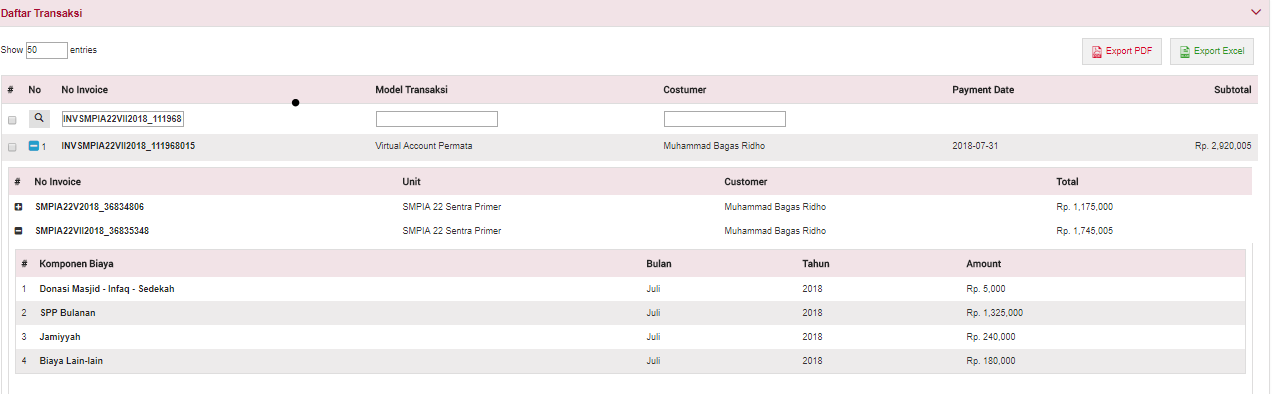 Daftar Transaksi
Show 50 entries
Export PDF Export Excel
# No No Invoice Model Transaksi Costumer Payment Date Subtotal
INVSMPIA22VII2018_111968
1 INVSMPIA22VII2018_111968015 Virtual Account Permata Muhammad Bagas Ridho 2018-07-31 Rp. 2,920,005
# No Invoice Unit Customer Total
SMPIA22V2018_36834806 SMPIA 22 Sentra Primer Muhammad Bagas Ridho Rp. 1,175,000
SMPIA22VII2018_36835348 SMPIA 22 Sentra Primer Muhammad Bagas Ridho Rp. 1,745,005
# Komponen Biaya Bulan Tahun Amount
1 Donasi Masjid - Infaq - Sedekah Juli 2018 Rp. 5,000
2 SPP Bulanan Juli 2018 Rp. 1,325,000
3 Jamiyyah Juli 2018 Rp. 240,000
4 Biaya Lain-lain Juli 2018 Rp. 180,000